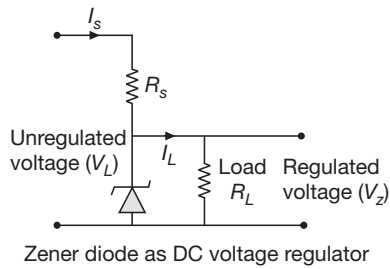 I_s
R_s
Unregulated
voltage (V_L)
I_L
Load
R_L
Regulated
voltage (V_z)
Zener diode as DC voltage regulator